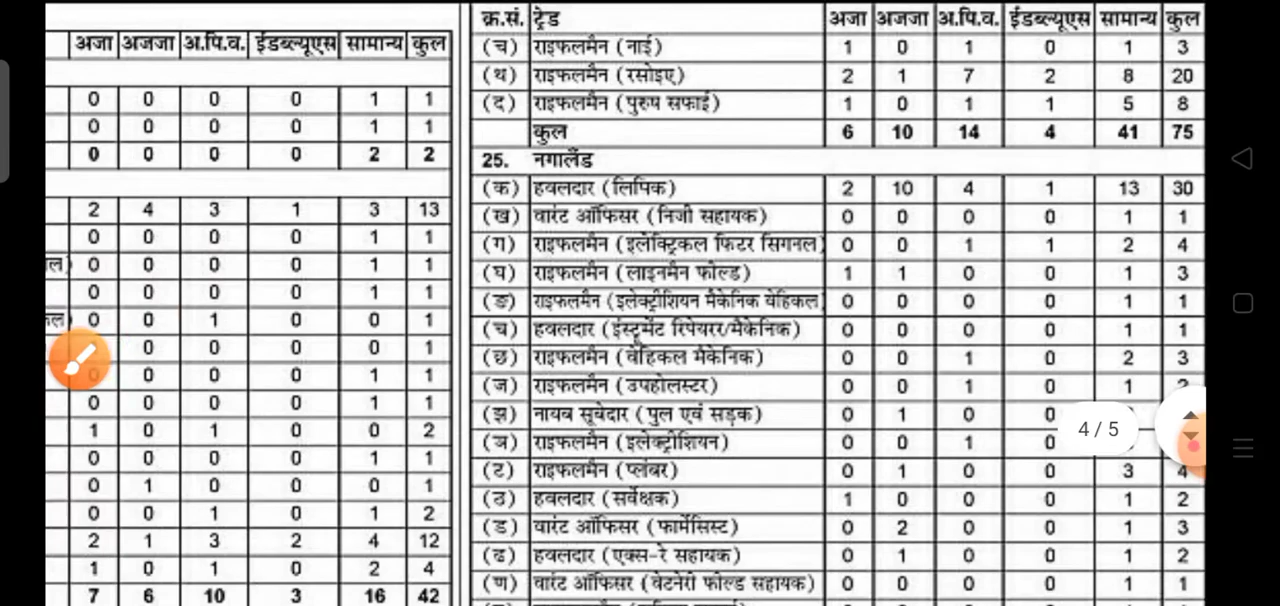 अजा अजजा अ.पि.व. ईडब्ल्यूएस सामान्य कुल
0 0 0 0 1 1
0 0 0 0 1 1
0 0 0 0 2 2
2 4 3 1 3 13
0 0 0 0 1 1
0 0 0 0 1 1
0 0 0 0 1 1
0 0 1 0 0 1
0 0 0 0 1
0 0 0 1 1
0 0 0 0 1 1
1 0 1 0 0 2
0 0 0 0 1 1
0 1 0 0 0 1
0 0 1 0 1 2
2 1 3 2 4 12
1 0 1 0 2 4
7 6 10 3 16 42
क्र.सं. ट्रेड अजा अजजा अ.पि.व. ईडब्ल्यूएस सामान्य कुल
(च) राइफलमैन (नाई) 1 0 1 0 1 3
(थ) राइफलमैन (रसोइए) 2 1 7 2 8 20
(द) राइफलमैन (पुरुष सफाई) 1 0 1 1 5 8
कुल 6 10 14 4 41 75
25. नगालैंड
(क) हवलदार (लिपिक) 2 10 4 1 13 30
(ख) वारंट ऑफिसर (निजी सहायक) 0 0 0 0 1 1
(ग) राइफलमैन (इलेक्ट्रिकल फिटर सिगनल) 0 0 1 1 2 4
(घ) राइफलमैन (लाइनमैन फील्ड) 1 1 0 0 1 3
(ङ) राइफलमैन (इलेक्ट्रीशियन मैकेनिक वेहिकल) 0 0 0 0 1 1
(च) हवलदार (इंस्ट्रूमेंट रिपेयरर/मैकेनिक) 0 0 0 0 1 1
(छ) राइफलमैन (वेहिकल मैकेनिक) 0 0 1 0 2 3
(ज) राइफलमैन (उपहोलस्टर) 0 0 1 0 1 2
(झ) नायब सूबेदार (पुल एवं सड़क) 0 1 0 0
(ञ) राइफलमैन (इलेक्ट्रीशियन) 0 0 1 0
(ट) राइफलमैन (प्लंबर) 0 1 0 0 3 4
(ठ) हवलदार (सर्वेक्षक) 1 0 0 0 1 2
(ड) वारंट ऑफिसर (फार्मेसिस्ट) 0 2 0 0 1 3
(ढ) हवलदार (एक्स-रे सहायक) 0 1 0 0 1 2
(ण) वारंट ऑफिसर (वेटनेरी फील्ड सहायक) 0 0 0 0 1 1
4 / 5